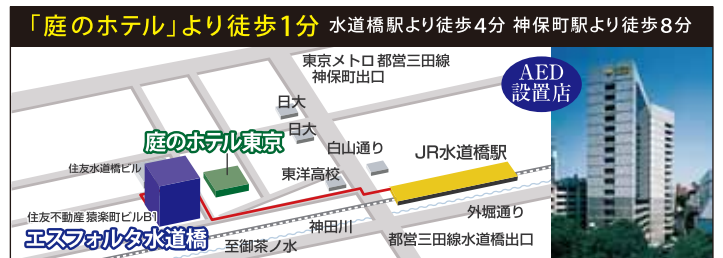 「庭のホテル」より徒歩1分 水道橋駅より徒歩4分 神保町駅より徒歩8分
東京メトロ 都営三田線
神保町出口
AED
設置店
日大
日大
庭のホテル東京
白山通り
JR水道橋駅
住友水道橋ビル
東洋高校
住友不動産 猿楽町ビルB1
エスフォルタ水道橋
神田川
外堀通り
至御茶ノ水
都営三田線水道橋出口